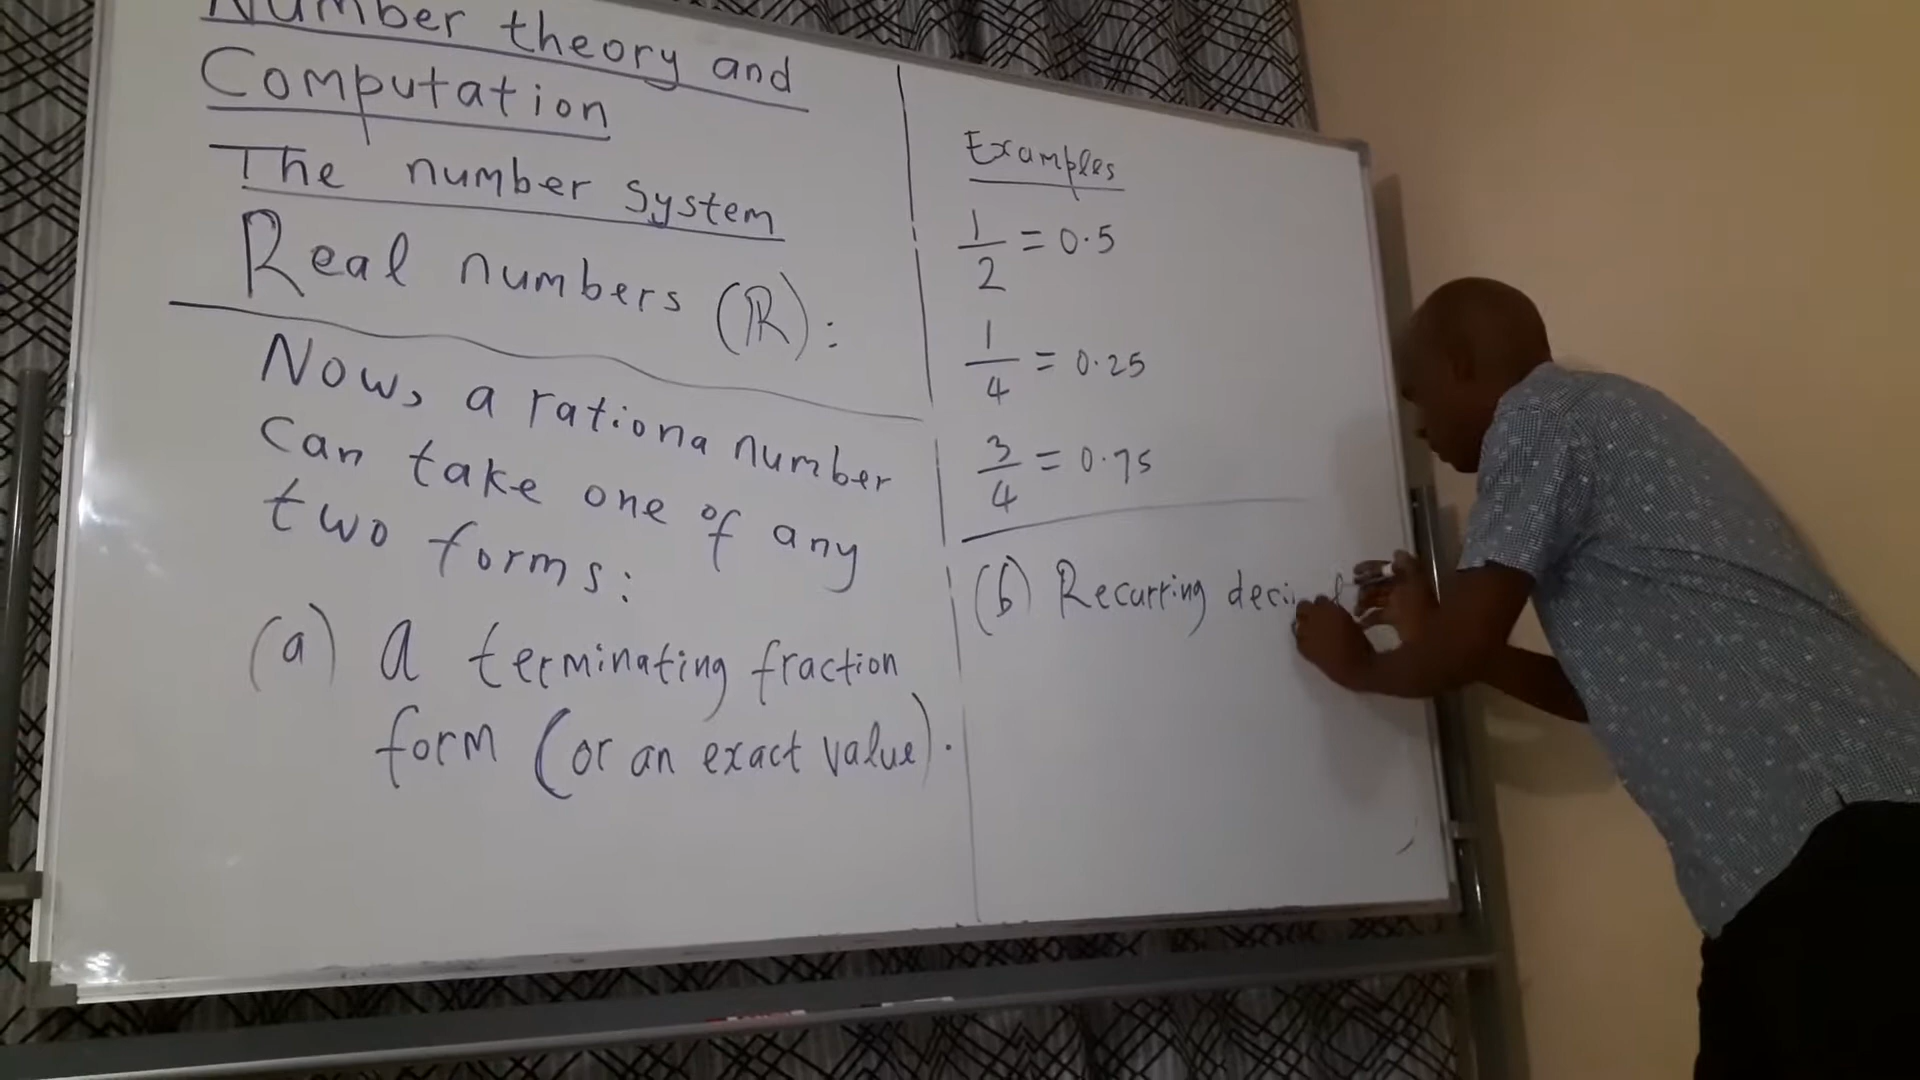 Number theory and
Computation
The number system
Real numbers (ℝ):
Now, a rationa number
can take one of any
two forms:
(a) A terminating fraction
form (or an exact value).
Examples
1/2 = 0.5
1/4 = 0.25
3/4 = 0.75
(b) Recurring